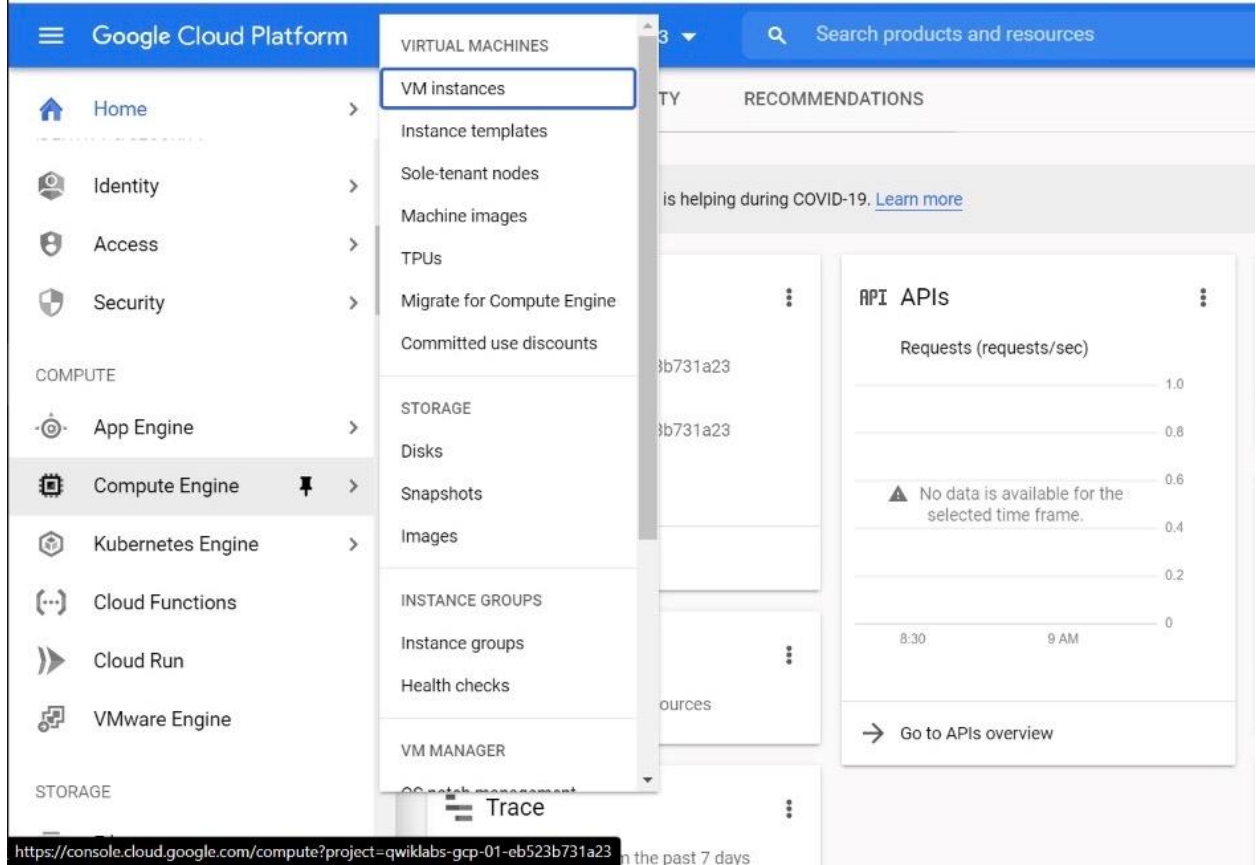 Google Cloud Platform
3
Search products and resources
Home
Identity
Access
Security
COMPUTE
App Engine
Compute Engine
Kubernetes Engine
Cloud Functions
Cloud Run
VMware Engine
STORAGE
VIRTUAL MACHINES
VM instances
Instance templates
Sole-tenant nodes
Machine images
TPUs
Migrate for Compute Engine
Committed use discounts
STORAGE
Disks
Snapshots
Images
INSTANCE GROUPS
Instance groups
Health checks
VM MANAGER
OS patch management
TY
RECOMMENDATIONS
is helping during COVID-19. Learn more
3b731a23
3b731a23
ources
Trace
n the past 7 days
API APIs
Requests (requests/sec)
1.0
0.8
0.6
No data is available for the
selected time frame.
0.4
0.2
0
8:30 9 AM
Go to APIs overview
https://console.cloud.google.com/compute?project=qwiklabs-gcp-01-eb523b731a23